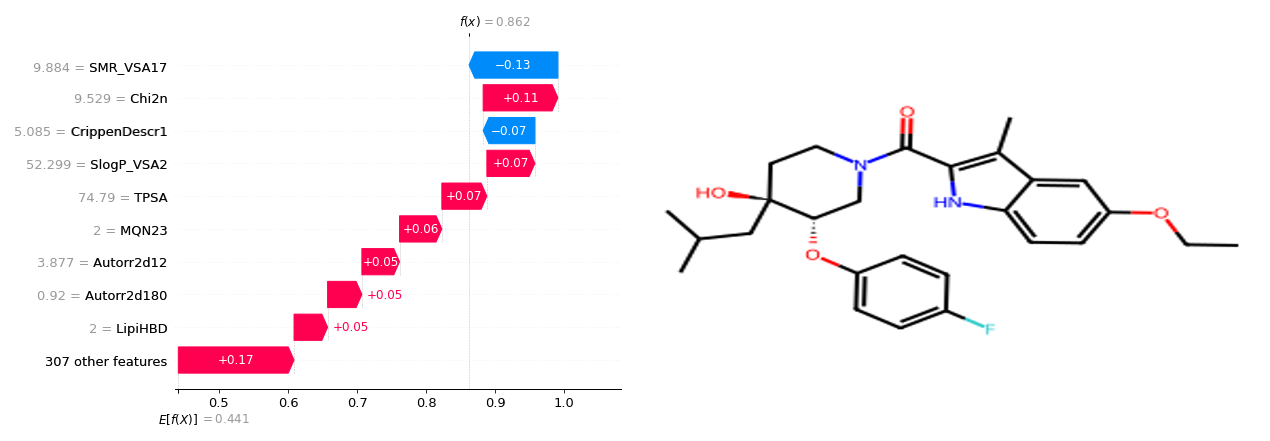 f(x) = 0.862
9.884 = SMR_VSA17 −0.13
9.529 = Chi2n +0.11
5.085 = CrippenDescr1 −0.07
52.299 = SlogP_VSA2 +0.07
74.79 = TPSA +0.07
2 = MQN23 +0.06
3.877 = Autorr2d12 +0.05
0.92 = Autorr2d180 +0.05
2 = LipiHBD +0.05
307 other features +0.17
0.5 0.6 0.7 0.8 0.9 1.0
E[f(X)] = 0.441
O
N
HO
HN
O
O
F